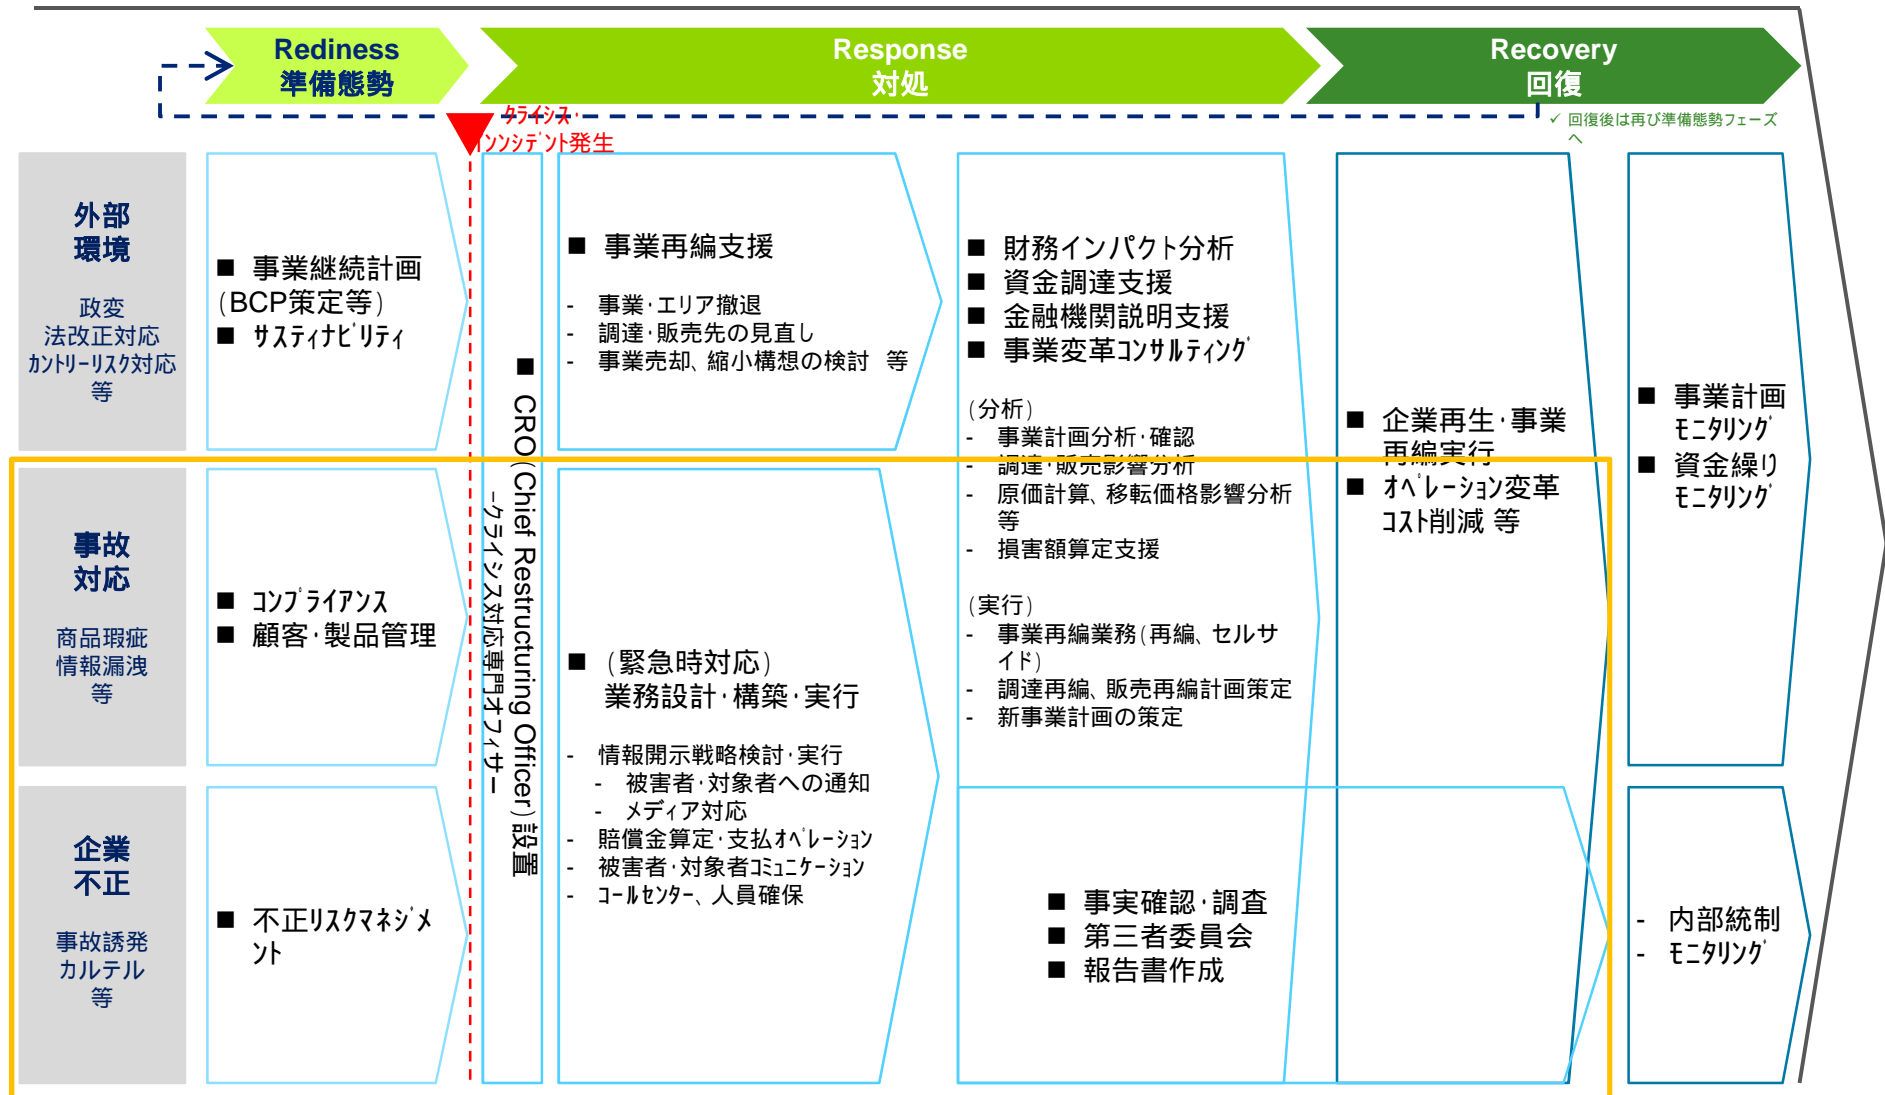 Rediness
準備態勢
Response
対処
Recovery
回復
クライシス・
インシデント発生
✓ 回復後は再び準備態勢フェーズ
へ
外部
環境
政変
法改正対応
カントリーリスク対応
等
■ 事業継続計画
(BCP策定等)
■ サスティナビリティ
■ CRO(Chief Restructuring Officer)設置
–クライシス対応専門オフィサー
■ 事業再編支援
- 事業・エリア撤退
- 調達・販売先の見直し
- 事業売却、縮小構想の検討 等
■ 財務インパクト分析
■ 資金調達支援
■ 金融機関説明支援
■ 事業変革コンサルティング
(分析)
- 事業計画分析・確認
- 調達・販売影響分析
- 原価計算、移転価格影響分析
等
- 損害額算定支援
(実行)
- 事業再編業務(再編、セルサ
イド)
- 調達再編、販売再編計画策定
- 新事業計画の策定
■ 企業再生・事業
再編実行
■ オペレーション変革
コスト削減 等
■ 事業計画
モニタリング
■ 資金繰り
モニタリング
事故
対応
商品瑕疵
情報漏洩
等
■ コンプライアンス
■ 顧客・製品管理
■ (緊急時対応)
業務設計・構築・実行
- 情報開示戦略検討・実行
- 被害者・対象者への通知
- メディア対応
- 賠償金算定・支払オペレーション
- 被害者・対象者コミュニケーション
- コールセンター、人員確保
企業
不正
事故誘発
カルテル
等
■ 不正リスクマネジメ
ント
■ 事実確認・調査
■ 第三者委員会
■ 報告書作成
- 内部統制
- モニタリング